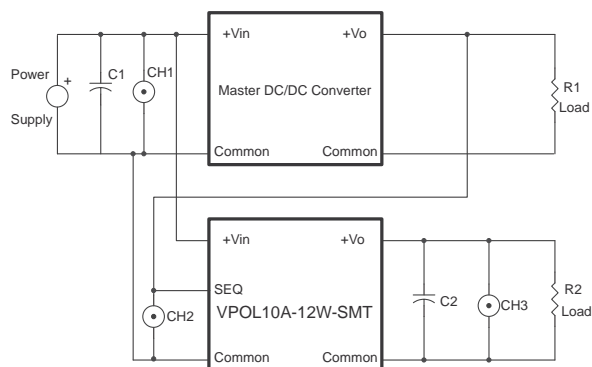 +Vin
+Vo
Power
+
C1
CH1
Master DC/DC Converter
R1
Load
Supply
Common
Common
+Vin
+Vo
SEQ
CH2
VPOL10A-12W-SMT
C2
CH3
R2
Load
Common
Common